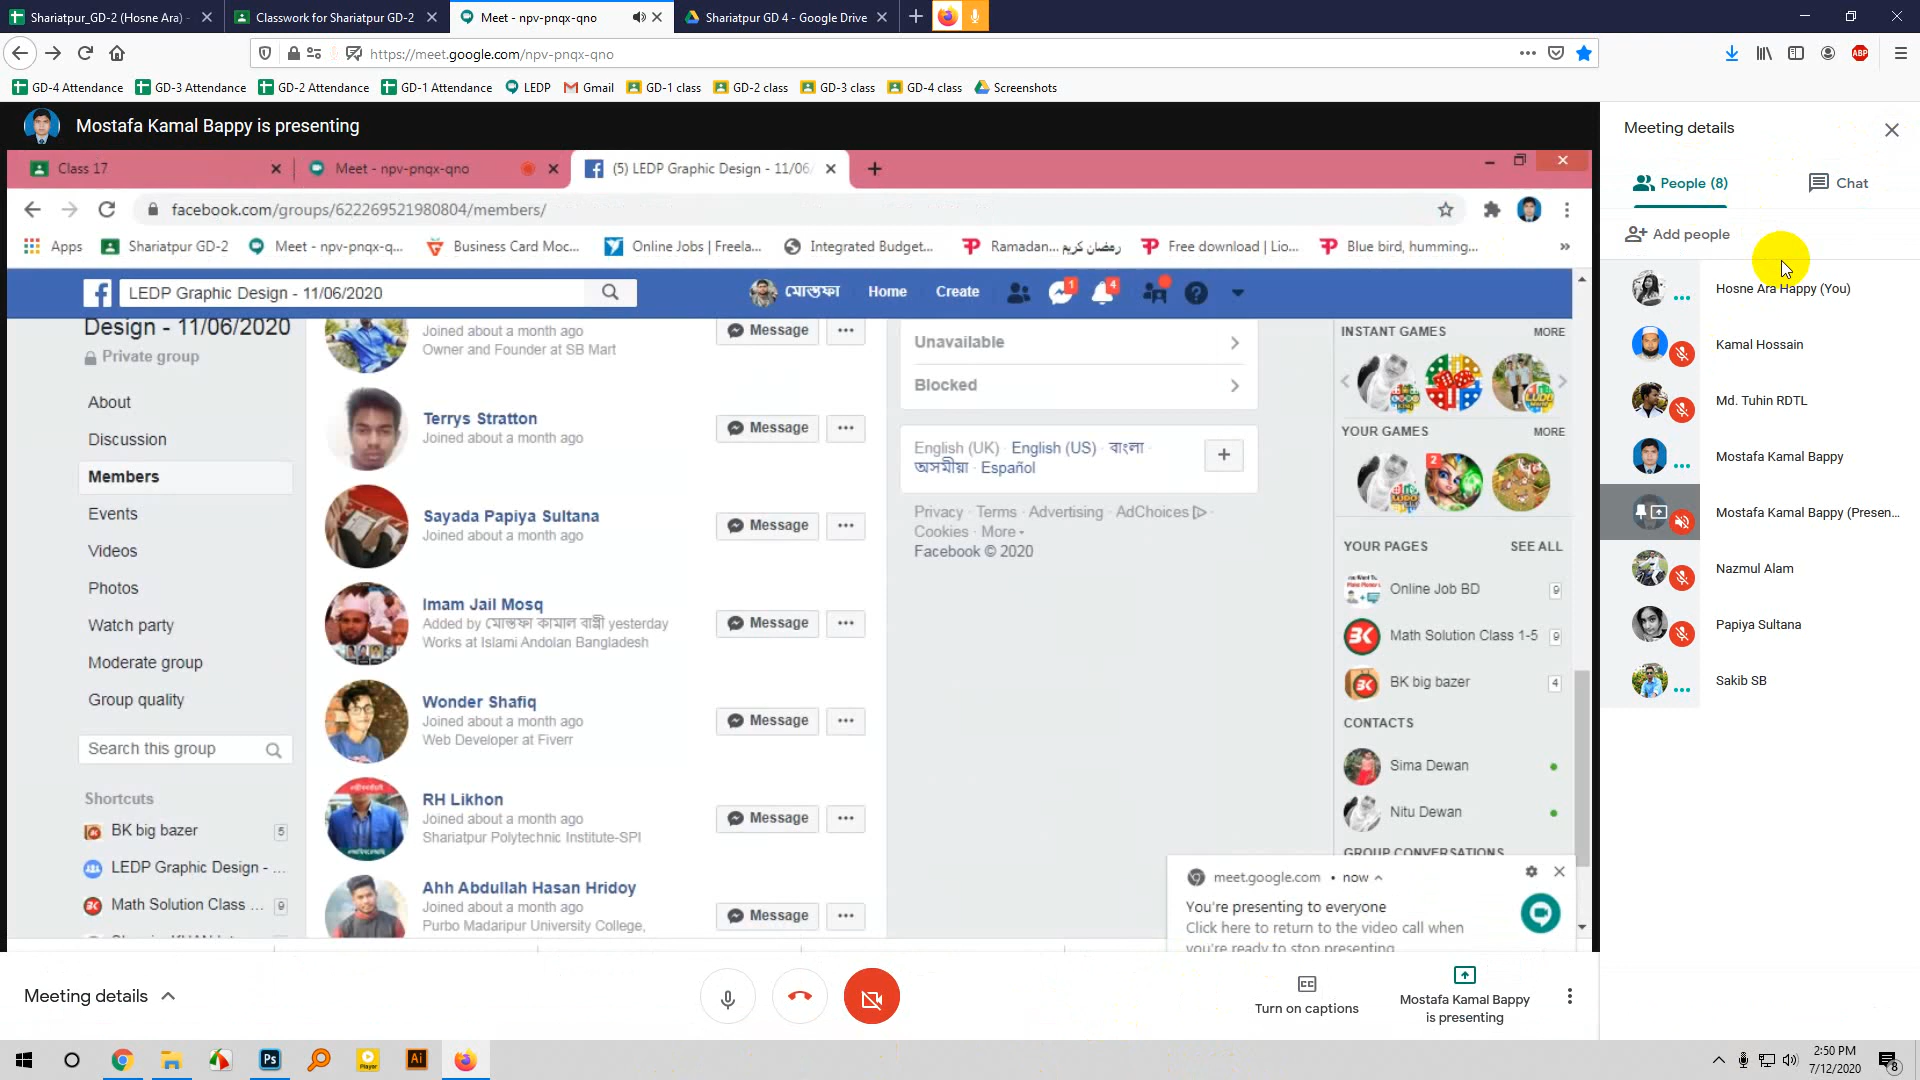 Shariatpur_GD-2 (Hosne Ara) -
Classwork for Shariatpur GD-2
Meet - npv-pnqx-qno
Shariatpur GD 4 - Google Drive
https://meet.google.com/npv-pnqx-qno
ABP
GD-4 Attendance
GD-3 Attendance
GD-2 Attendance
GD-1 Attendance
LEDP
Gmail
GD-1 class
GD-2 class
GD-3 class
GD-4 class
Screenshots
Mostafa Kamal Bappy is presenting
Class 17
Meet - npv-pnqx-qno
(5) LEDP Graphic Design - 11/06/
facebook.com/groups/622269521980804/members/
Apps
Shariatpur GD-2
Meet - npv-pnqx-q...
Business Card Moc...
Online Jobs | Freela...
Integrated Budget...
Ramadan... رمضان كريم
Free download | Lio...
Blue bird, humming...
LEDP Graphic Design - 11/06/2020
মোস্তফা
Home
Create
1
4
Design - 11/06/2020
Private group
About
Discussion
Members
Events
Videos
Photos
Watch party
Moderate group
Group quality
Search this group
Shortcuts
BK big bazer
5
LEDP Graphic Design - ...
Math Solution Class ...
9
Joined about a month ago
Owner and Founder at SB Mart
Message
Terrys Stratton
Joined about a month ago
Message
Sayada Papiya Sultana
Joined about a month ago
Message
Imam Jail Mosq
Added by মোস্তফা কামাল বাপ্পী yesterday
Works at Islami Andolan Bangladesh
Message
Wonder Shafiq
Joined about a month ago
Web Developer at Fiverr
Message
RH Likhon
Joined about a month ago
Shariatpur Polytechnic Institute-SPI
Message
Ahh Abdullah Hasan Hridoy
Joined about a month ago
Purbo Madaripur University College,
Message
Unavailable
Blocked
English (UK) · English (US) · বাংলা ·
অসমীয়া · Español
Privacy · Terms · Advertising · AdChoices ·
Cookies · More
Facebook © 2020
INSTANT GAMES
MORE
YOUR GAMES
MORE
2
YOUR PAGES
SEE ALL
Online Job BD
9
Math Solution Class 1-5
9
BK big bazer
4
CONTACTS
Sima Dewan
Nitu Dewan
GROUP CONVERSATIONS
meet.google.com • now
You're presenting to everyone
Click here to return to the video call when
you're ready to stop presenting
Meeting details
People (8)
Chat
Add people
Hosne Ara Happy (You)
Kamal Hossain
Md. Tuhin RDTL
Mostafa Kamal Bappy
Mostafa Kamal Bappy (Presen...
Nazmul Alam
Papiya Sultana
Sakib SB
Meeting details
Turn on captions
Mostafa Kamal Bappy
is presenting
Ps
Player
Ai
2:50 PM
7/12/2020
8